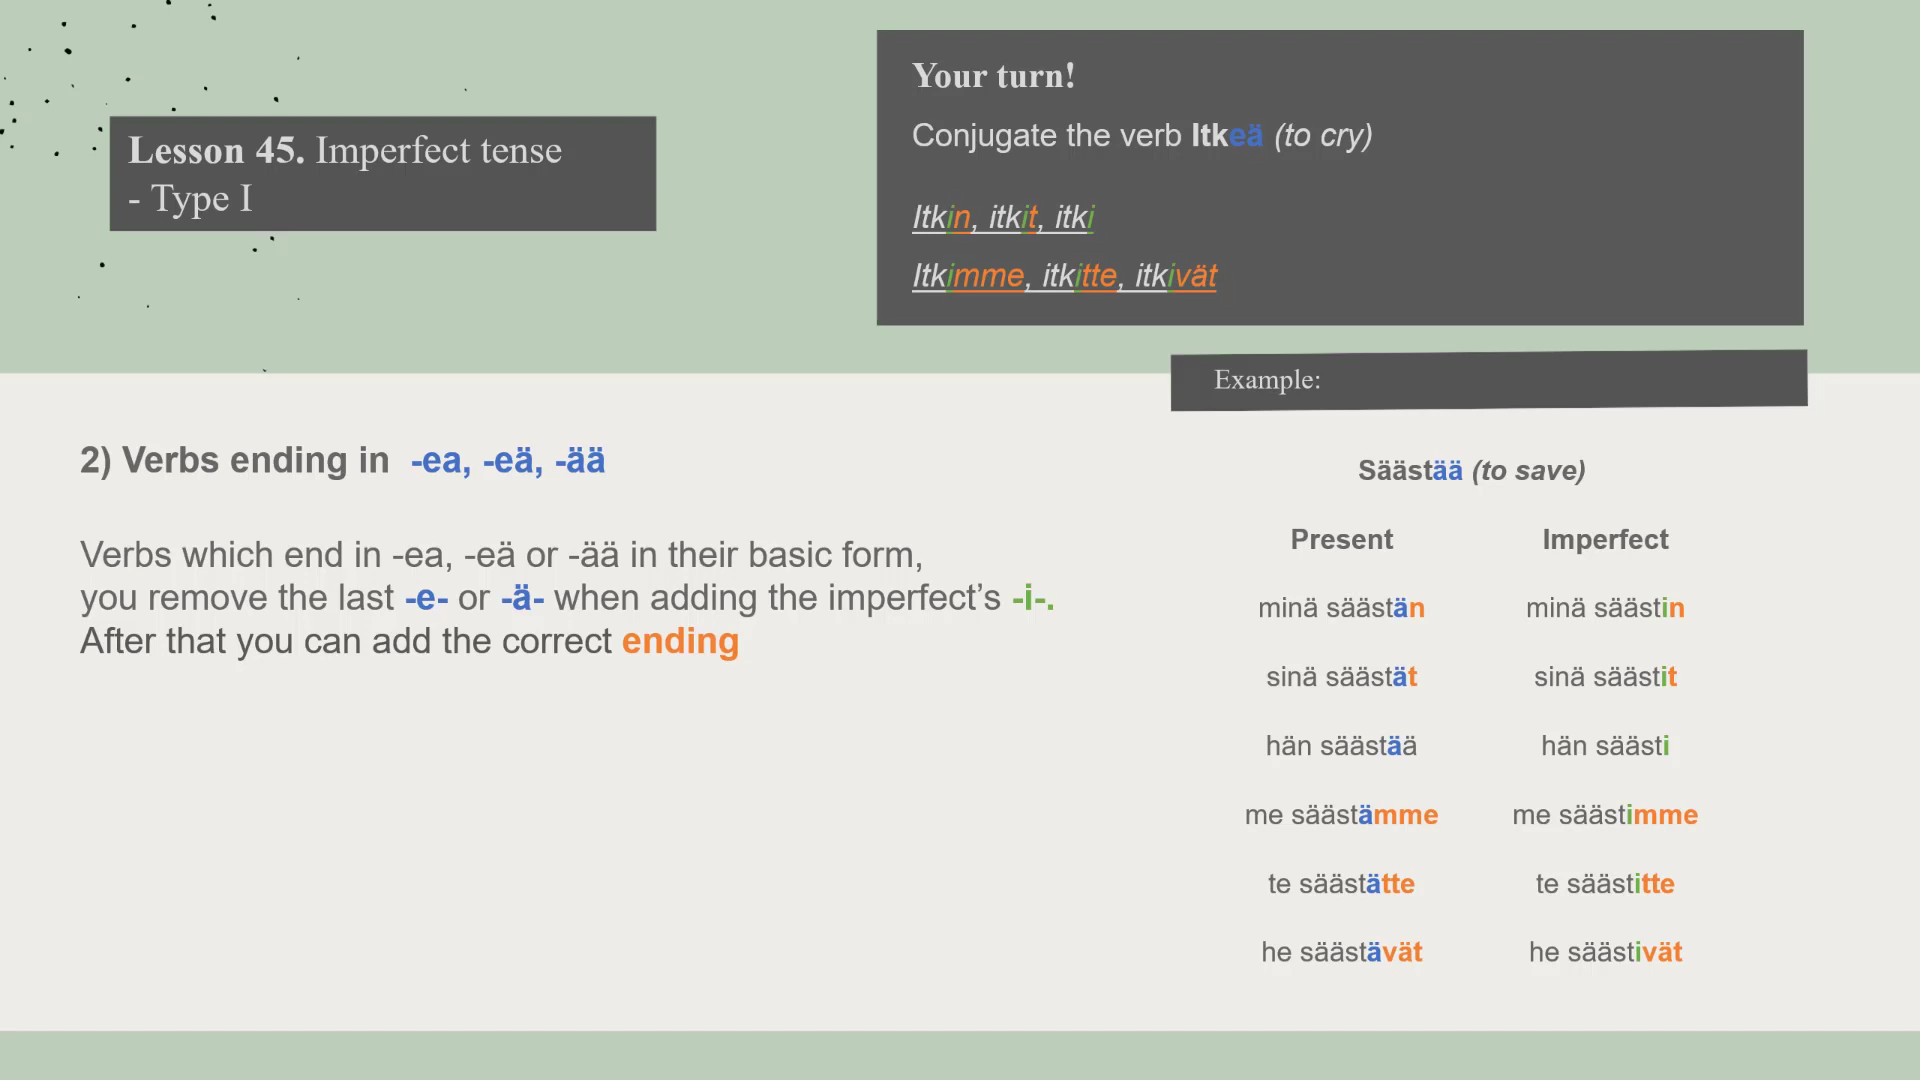 Lesson 45. Imperfect tense
- Type I
Your turn!
Conjugate the verb Itkeä (to cry)
Itkin, itkit, itki
Itkimme, itkitte, itkivät
2) Verbs ending in -ea, -eä, -ää
Verbs which end in -ea, -eä or -ää in their basic form,
you remove the last -e- or -ä- when adding the imperfect’s -i-.
After that you can add the correct ending
Example:
Säästää (to save)
Present Imperfect
minä säästän minä säästin
sinä säästät sinä säästit
hän säästää hän säästi
me säästämme me säästimme
te säästätte te säästitte
he säästävät he säästivät